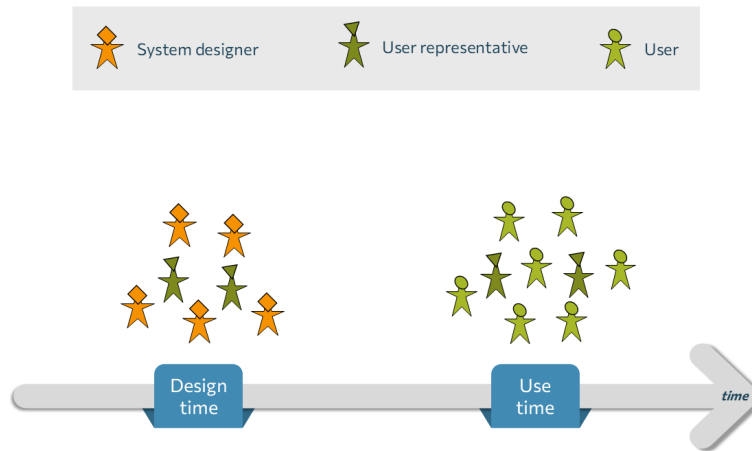 System designer
User representative
User
Design
time
Use
time
time